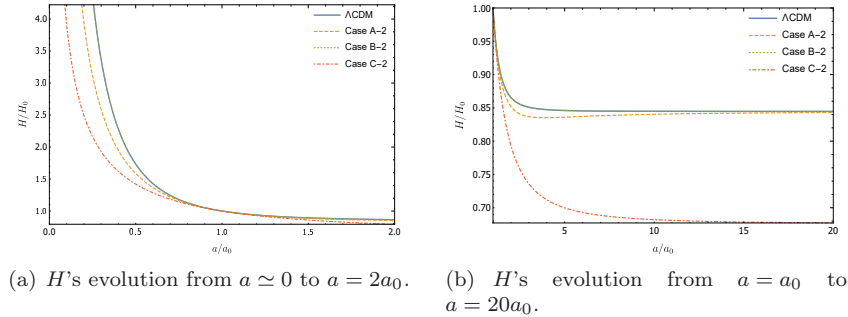 ΛCDM
Case A-2
Case B-2
Case C-2
4.0
3.5
3.0
2.5
2.0
1.5
1.0
H/H₀
0.0 0.5 1.0 1.5 2.0
a/a₀
(a) H's evolution from a ≃ 0 to a = 2a₀.
ΛCDM
Case A-2
Case B-2
Case C-2
1.00
0.95
0.90
0.85
0.80
0.75
0.70
H/H₀
5 10 15 20
a/a₀
(b) H's evolution from a = a₀ to
a = 20a₀.